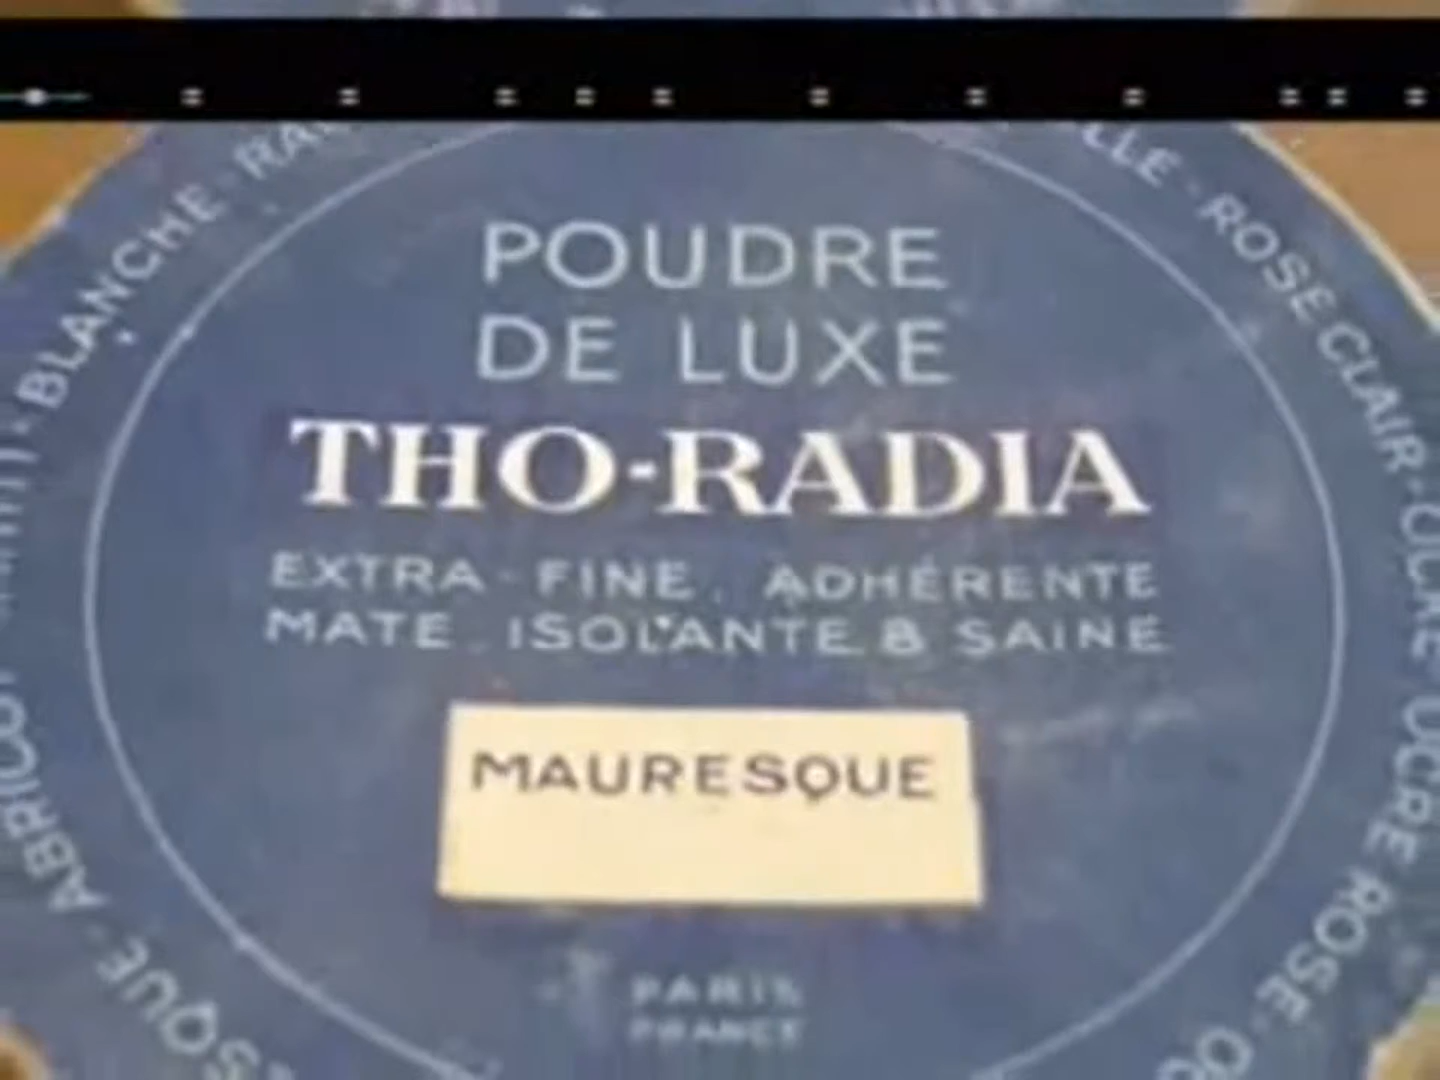 POUDRE
DE LUXE
THO-RADIA
EXTRA-FINE. ADHÉRENTE
MATE. ISOLANTE & SAINE
MAURESQUE
PARIS
FRANCE
BLANCHE
ROSE CLAIR
OCRE ROSE